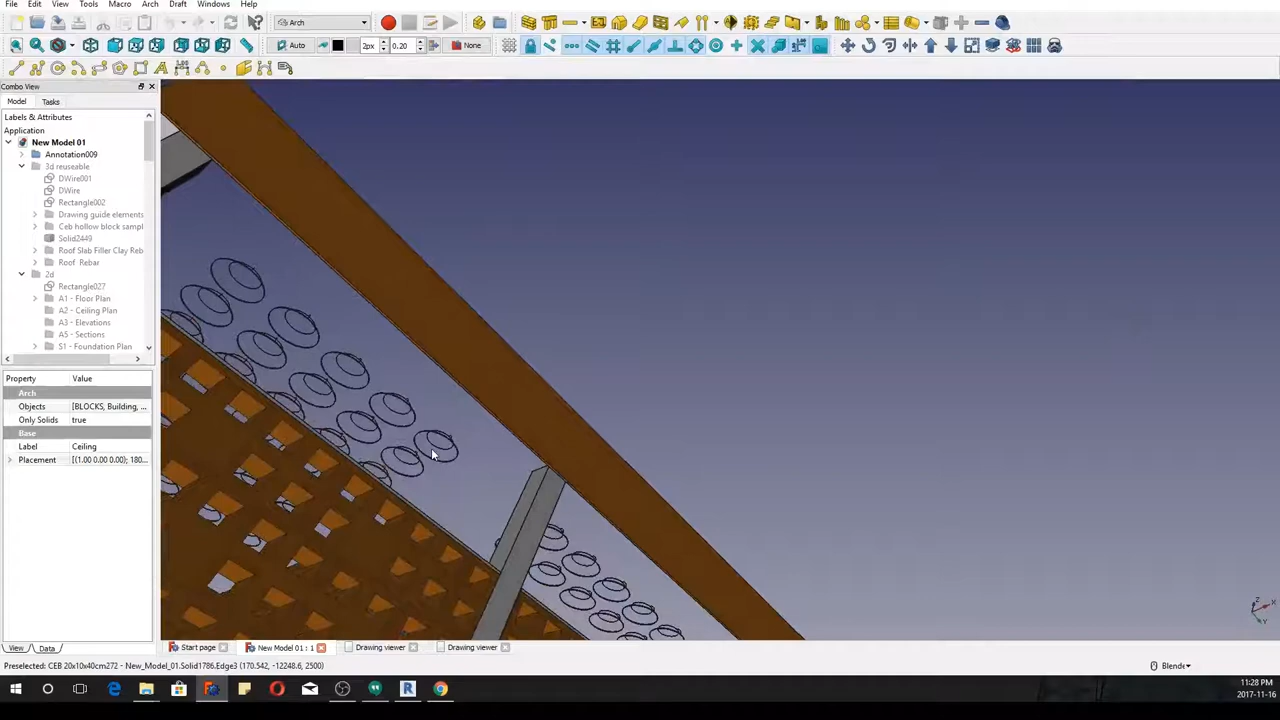 File Edit View Tools Macro Arch Draft Windows Help
Arch
Auto 2px 0.20 None
Combo View
Model Tasks
Labels & Attributes
Application
New Model 01
Annotation009
3d reuseable
DWire001
DWire
Rectangle002
Drawing guide elements
Ceb hollow block sampl
Solid2449
Roof Slab Filler Clay Reb
Roof Rebar
2d
Rectangle027
A1 - Floor Plan
A2 - Ceiling Plan
A3 - Elevations
A5 - Sections
S1 - Foundation Plan
Property Value
Arch
Objects [BLOCKS, Building, ...
Only Solids true
Base
Label Ceiling
Placement [(1.00 0.00 0.00); 180...
View Data
Start page New Model 01 : 1 Drawing viewer Drawing viewer
Preselected: CEB 20x10x40cm272 - New_Model_01.Solid1786.Edge3 (170.542, -12248.6, 2500) Blender
11:28 PM
2017-11-16